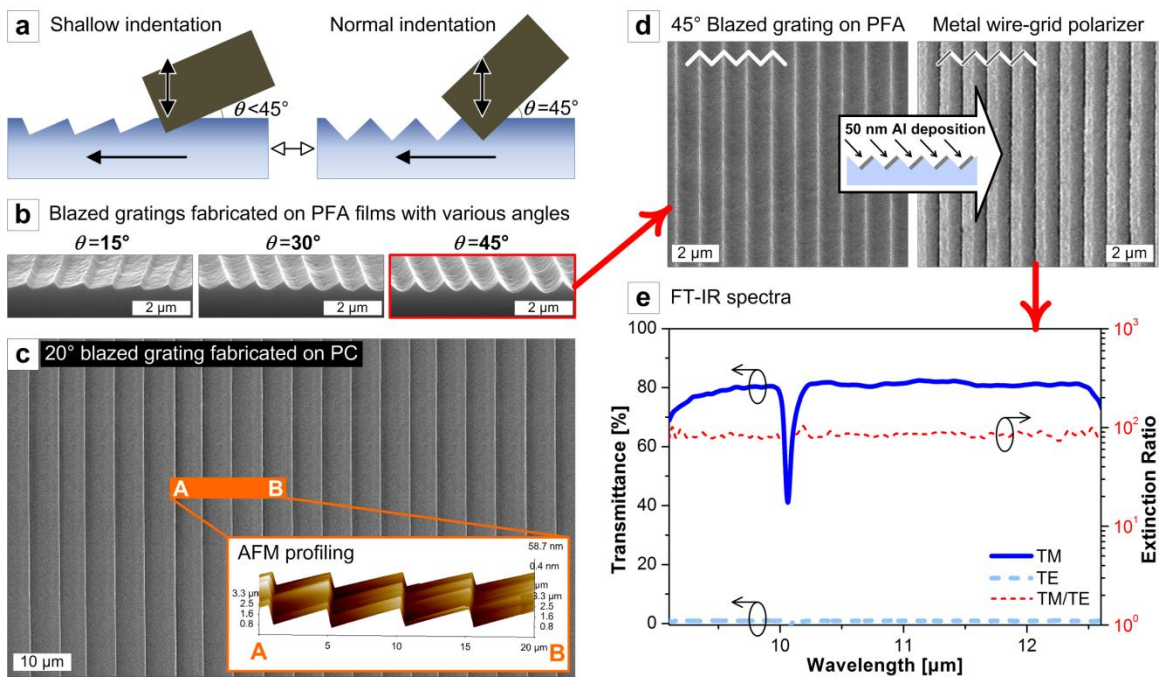 a
Shallow indentation
Normal indentation
θ<45°
θ=45°
b
Blazed gratings fabricated on PFA films with various angles
θ=15°
θ=30°
θ=45°
2 μm
2 μm
2 μm
c
20° blazed grating fabricated on PC
A B
AFM profiling
58.7 nm
0.4 nm
μm
3.3 μm
2.5
1.6
0.8
3.3 μm
2.5
1.6
0.8
5 10 15 20 μm
A B
10 μm
d
45° Blazed grating on PFA
Metal wire-grid polarizer
50 nm Al deposition
2 μm
2 μm
e
FT-IR spectra
Transmittance [%]
100
80
60
40
20
0
10³
10²
10¹
10⁰
Extinction Ratio
TM
TE
TM/TE
10 11 12
Wavelength [μm]